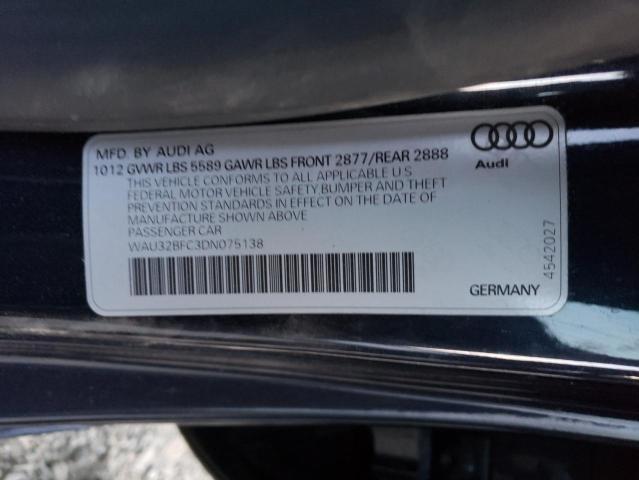 MFD. BY AUDI AG
1012 GVWR LBS 5589 GAWR LBS FRONT 2877/REAR 2888
THIS VEHICLE CONFORMS TO ALL APPLICABLE U S
FEDERAL MOTOR VEHICLE SAFETY BUMPER AND THEFT
PREVENTION STANDARDS IN EFFECT ON THE DATE OF
MANUFACTURE SHOWN ABOVE
PASSENGER CAR
WAU32BFC3DN075138
Audi
4542027
GERMANY